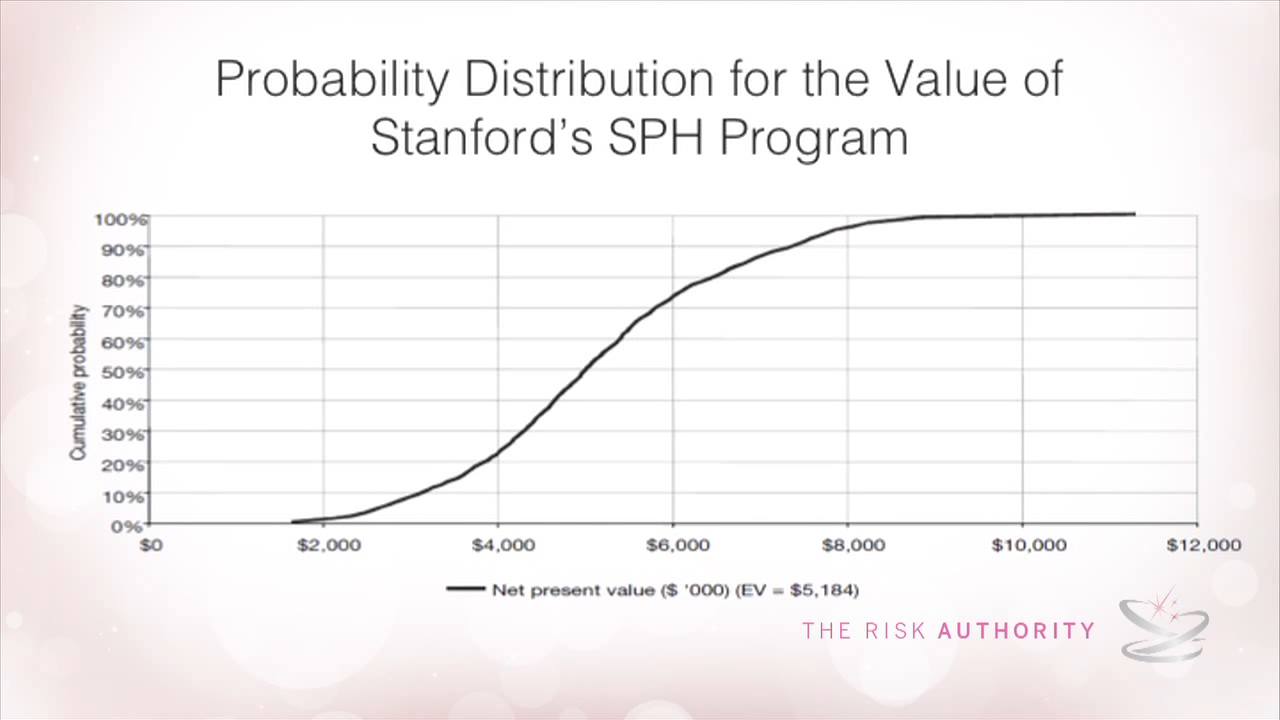 Probability Distribution for the Value of
Stanford’s SPH Program
Cumulative probability
100%
90%
80%
70%
60%
50%
40%
30%
20%
10%
0%
$0 $2,000 $4,000 $6,000 $8,000 $10,000 $12,000
Net present value ($ '000) (EV = $5,184)
THE RISK AUTHORITY